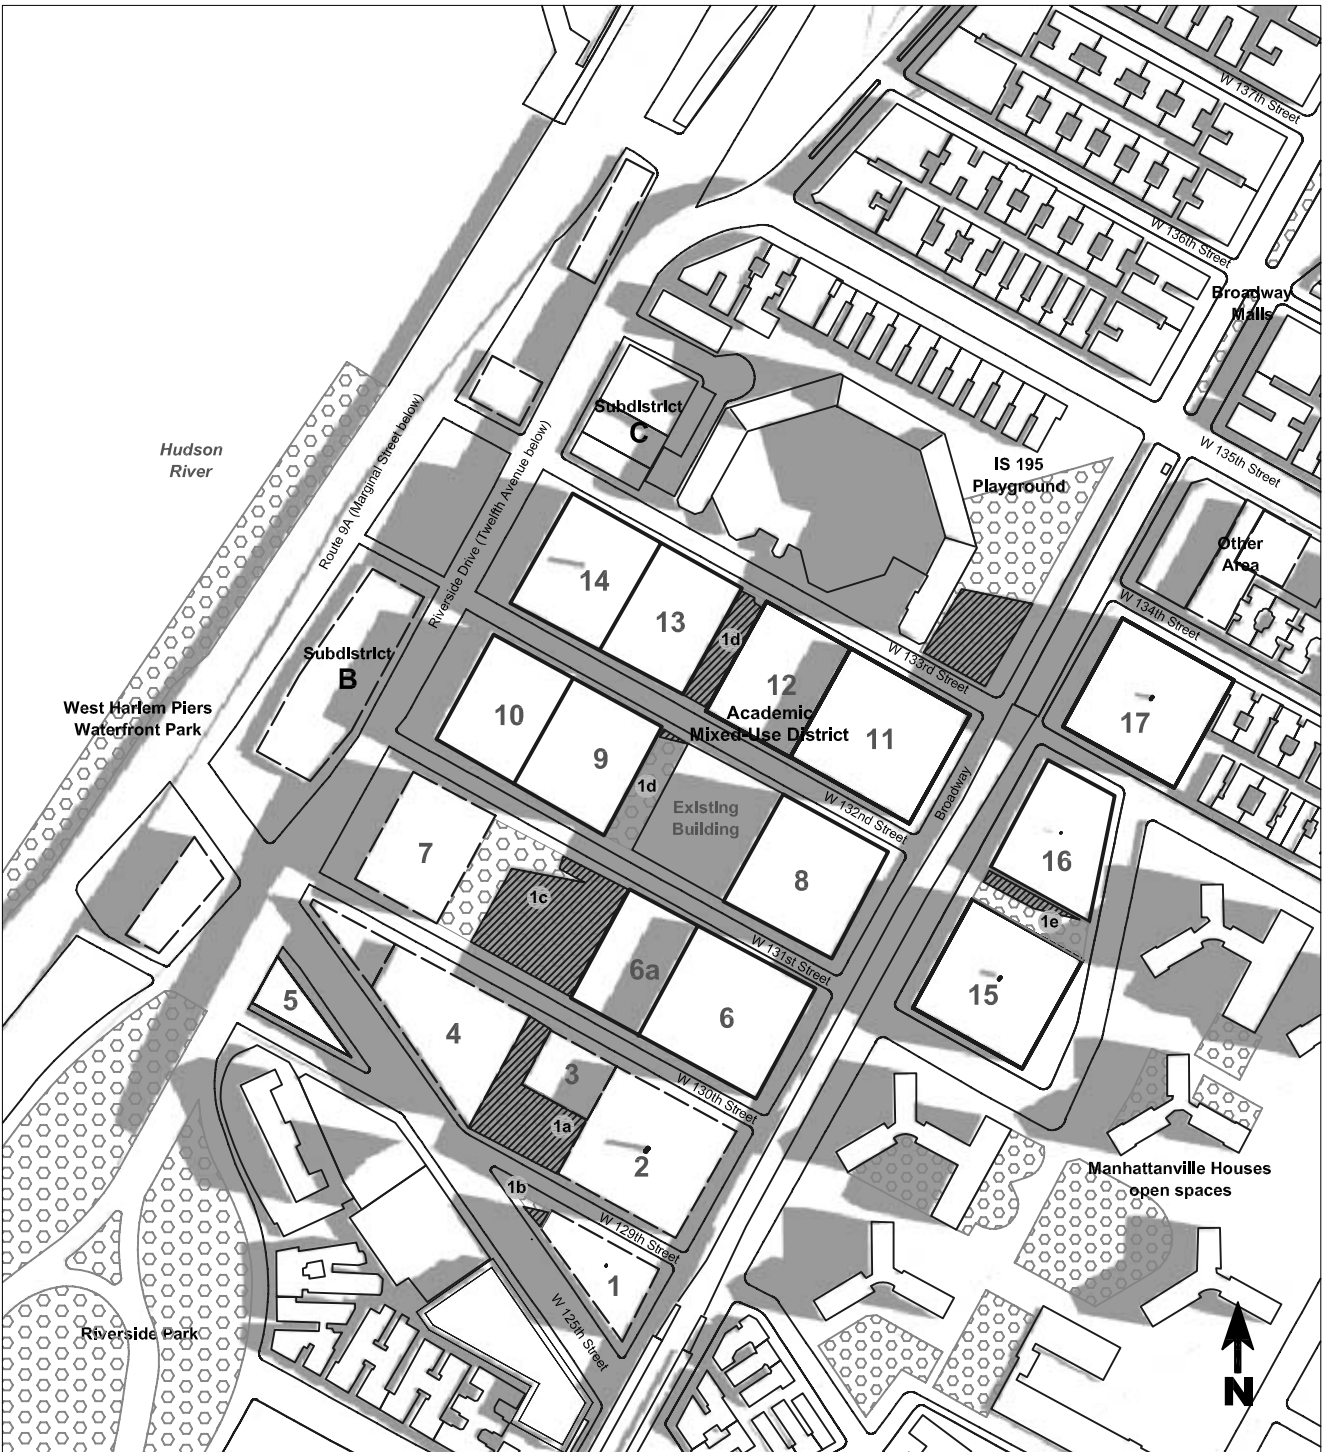 W 137th Street
W 136th Street
Broadway
Malls
Hudson
River
Subdistrict
C
Route 9A (Marginal Street below)
Riverside Drive (Twelfth Avenue below)
W 135th Street
IS 195
Playground
Other
Area
14
13
1d
W 134th Street
Subdistrict
B
W 133rd Street
12
Academic
Mixed-Use District
11
17
West Harlem Piers
Waterfront Park
10
9
1d
Existing
Building
W 132nd Street
Broadway
7
8
16
1c
1e
W 131st Street
6a
6
15
5
4
3
W 130th Street
1a
2
1b
Manhattanville Houses
open spaces
W 129th Street
1
W 125th Street
Riverside Park
N